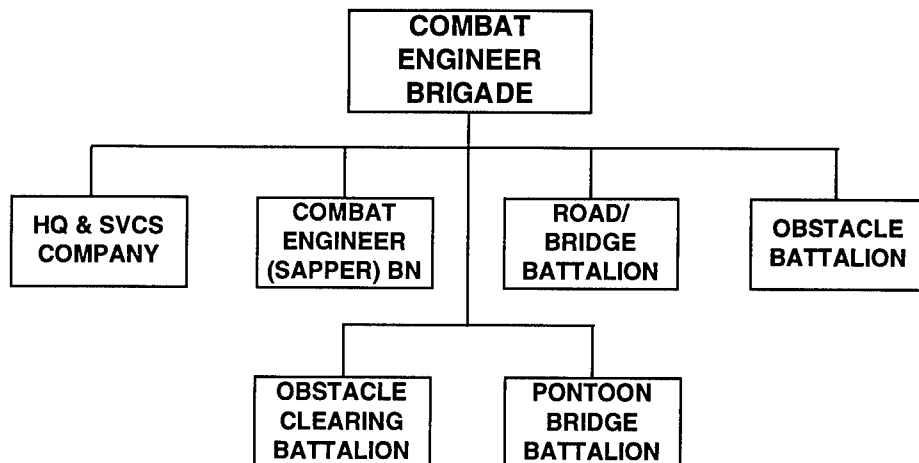 COMBAT
ENGINEER
BRIGADE
HQ & SVCS
COMPANY
COMBAT
ENGINEER
(SAPPER) BN
ROAD/
BRIDGE
BATTALION
OBSTACLE
BATTALION
OBSTACLE
CLEARING
BATTALION
PONTOON
BRIDGE
BATTALION